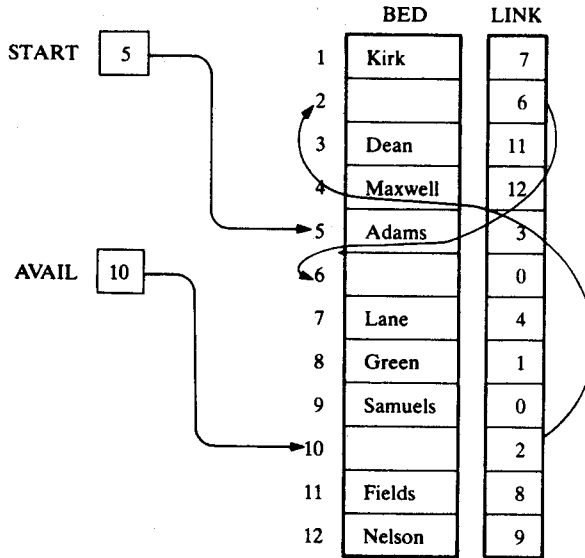 BED LINK
START 5 1 Kirk 7
2 6
3 Dean 11
4 Maxwell 12
5 Adams 3
AVAIL 10 6 0
7 Lane 4
8 Green 1
9 Samuels 0
10 2
11 Fields 8
12 Nelson 9